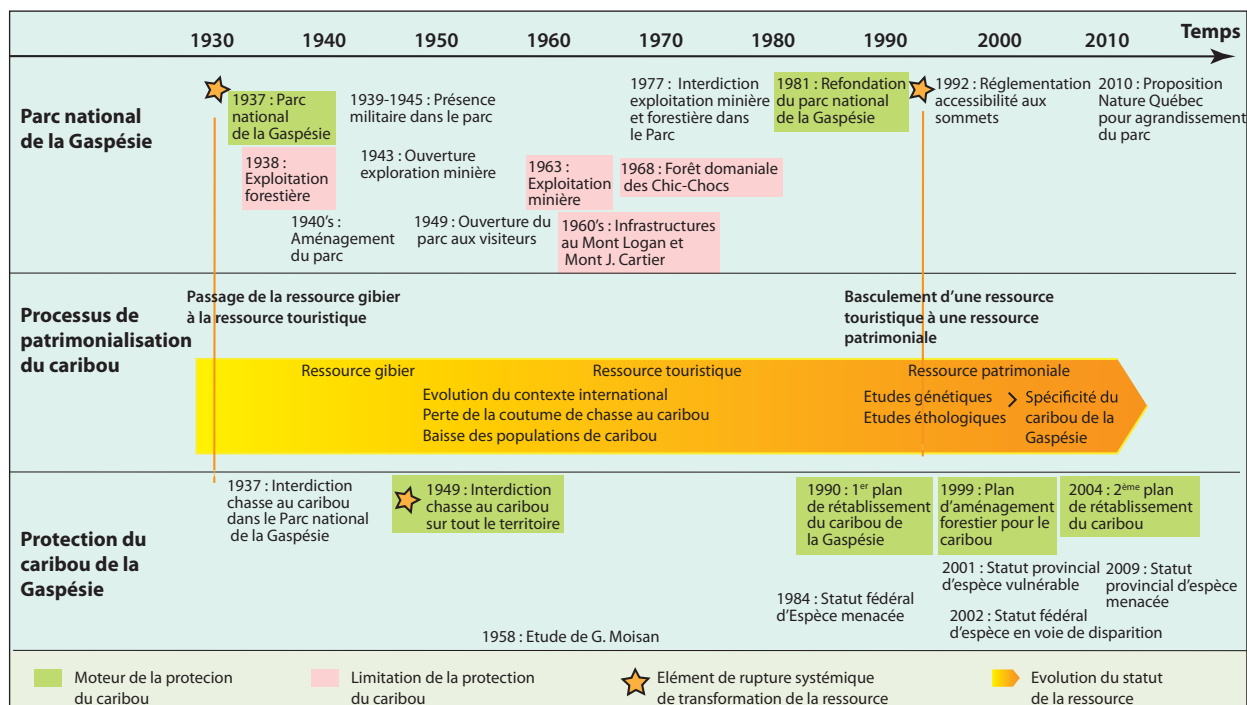 1930 1940 1950 1960 1970 1980 1990 2000 2010 Temps
Parc national
de la Gaspésie
1937 : Parc
national
de la Gaspésie
1939-1945 : Présence
militaire dans le parc
1977 : Interdiction
exploitation minière
et forestière dans
le Parc
1981 : Refondation
du parc national
de la Gaspésie
1992 : Réglementation
accessibilité aux
sommets
2010 : Proposition
Nature Québec
pour agrandissement
du parc
1938 :
Exploitation
forestière
1943 : Ouverture
exploration minière
1963 :
Exploitation
minière
1968 : Forêt domaniale
des Chic-Chocs
1940's :
Aménagement
du parc
1949 : Ouverture du
parc aux visiteurs
1960's : Infrastructures
au Mont Logan et
Mont J. Cartier
Processus de
patrimonialisation
du caribou
Passage de la ressource gibier
à la ressource touristique
Basculement d'une ressource
touristique à une ressource
patrimoniale
Ressource gibier
Ressource touristique
Ressource patrimoniale
Evolution du contexte international
Perte de la coutume de chasse au caribou
Baisse des populations de caribou
Etudes génétiques
Etudes éthologiques
>
Spécificité du
caribou de la
Gaspésie
Protection du
caribou de la
Gaspésie
1937 : Interdiction
chasse au caribou
dans le Parc national
de la Gaspésie
1949 : Interdiction
chasse au caribou
sur tout le territoire
1990 : 1er plan
de rétablissement
du caribou de
la Gaspésie
1999 : Plan
d'aménagement
forestier pour le
caribou
2004 : 2ème plan
de rétablissement
du caribou
1984 : Statut fédéral
d'Espèce menacée
2001 : Statut provincial
d'espèce vulnérable
2009 : Statut
provincial d'espèce
menacée
2002 : Statut fédéral
d'espèce en voie de disparition
1958 : Etude de G. Moisan
Moteur de la protecion
du caribou
Limitation de la protection
du caribou
Elément de rupture systémique
de transformation de la ressource
Evolution du statut
de la ressource